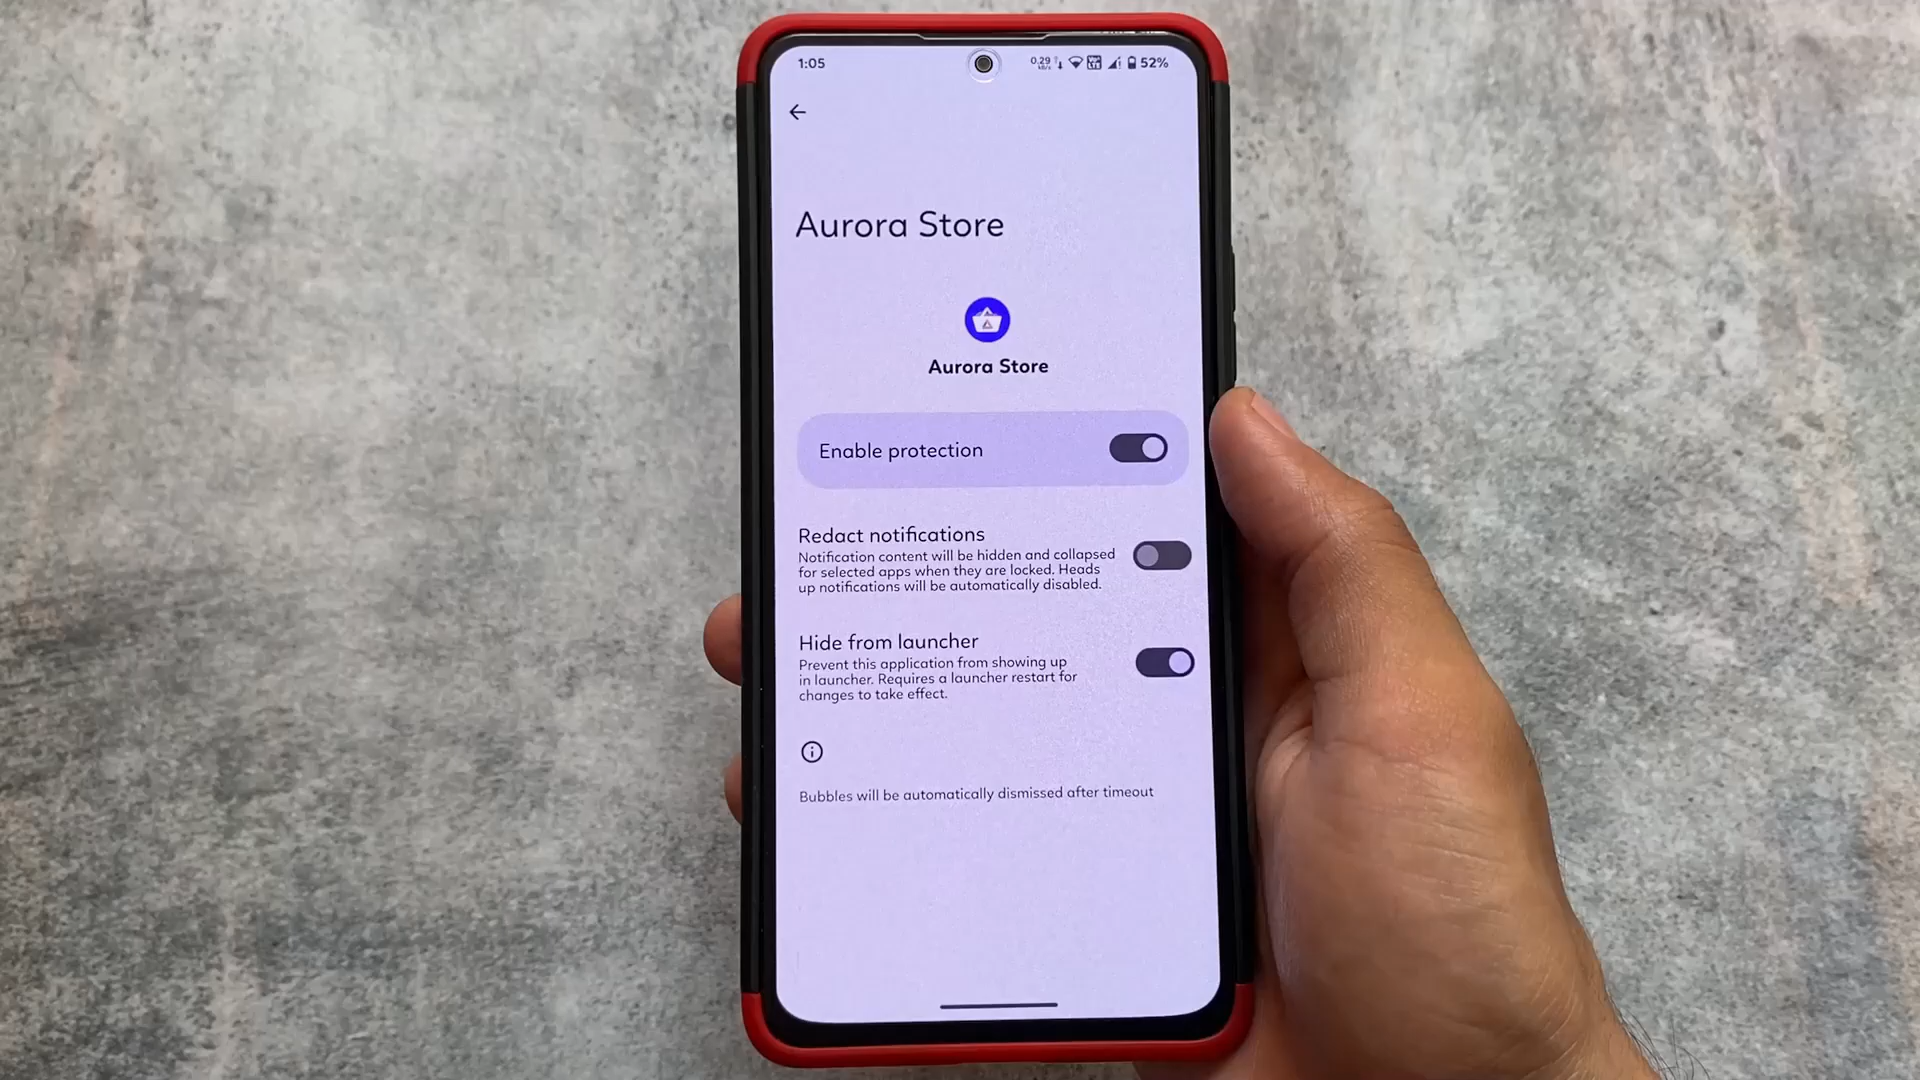 1:05
0.29
52%
Aurora Store
Aurora Store
Enable protection
Redact notifications
Notification content will be hidden and collapsed
for selected apps when they are locked. Heads
up notifications will be automatically disabled.
Hide from launcher
Prevent this application from showing up
in launcher. Requires a launcher restart for
changes to take effect.
Bubbles will be automatically dismissed after timeout